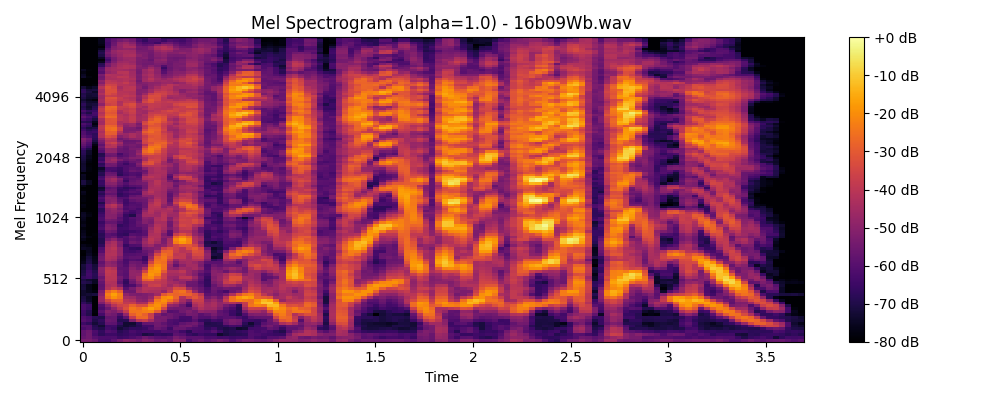 Mel Spectrogram (alpha=1.0) - 16b09Wb.wav
Mel Frequency
4096
2048
1024
512
0
0
0.5
1
1.5
2
2.5
3
3.5
Time
+0 dB
-10 dB
-20 dB
-30 dB
-40 dB
-50 dB
-60 dB
-70 dB
-80 dB